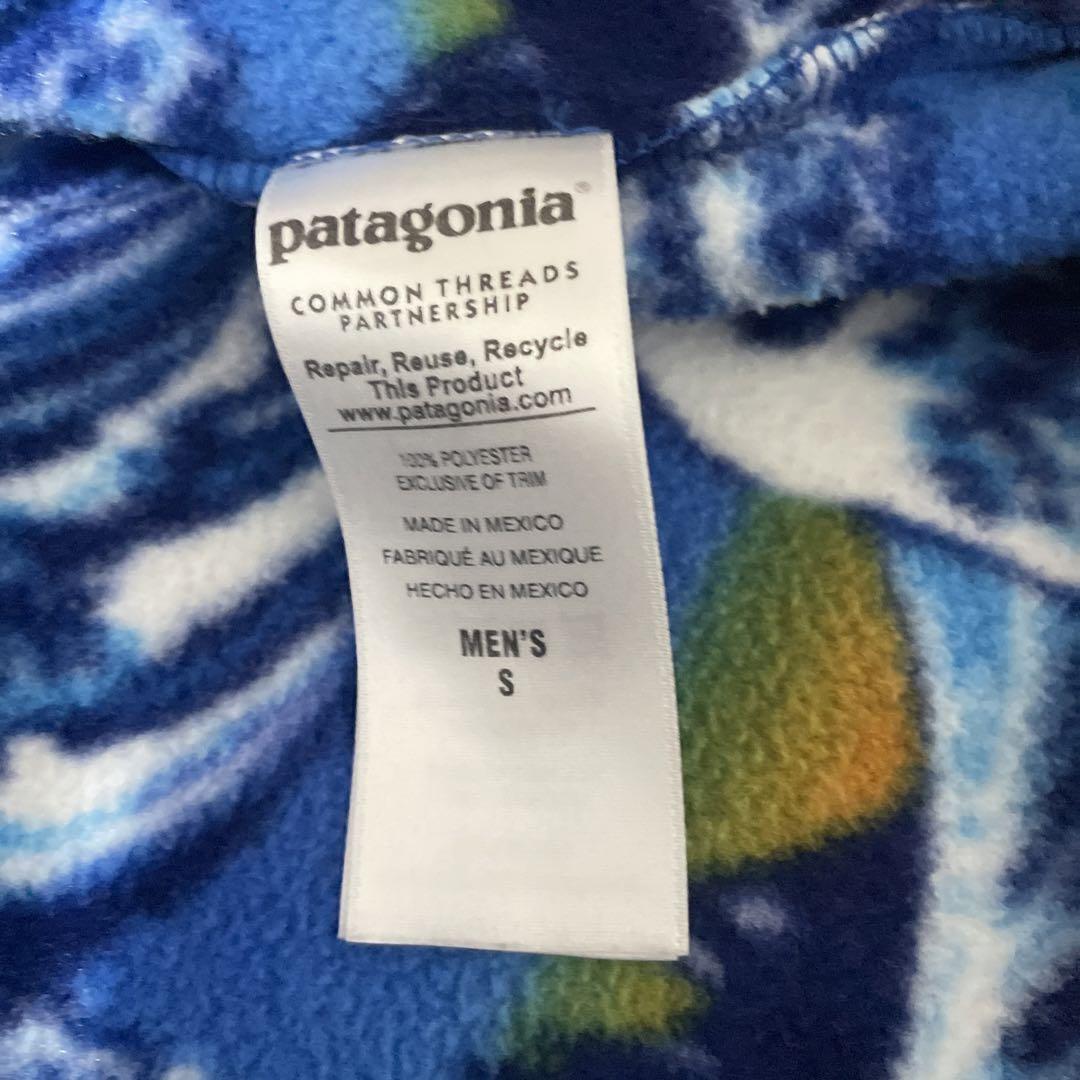 patagonia®
COMMON THREADS
PARTNERSHIP
Repair, Reuse, Recycle
This Product
www.patagonia.com
100% POLYESTER
EXCLUSIVE OF TRIM
MADE IN MEXICO
FABRIQUÉ AU MEXIQUE
HECHO EN MEXICO
MEN'S
S